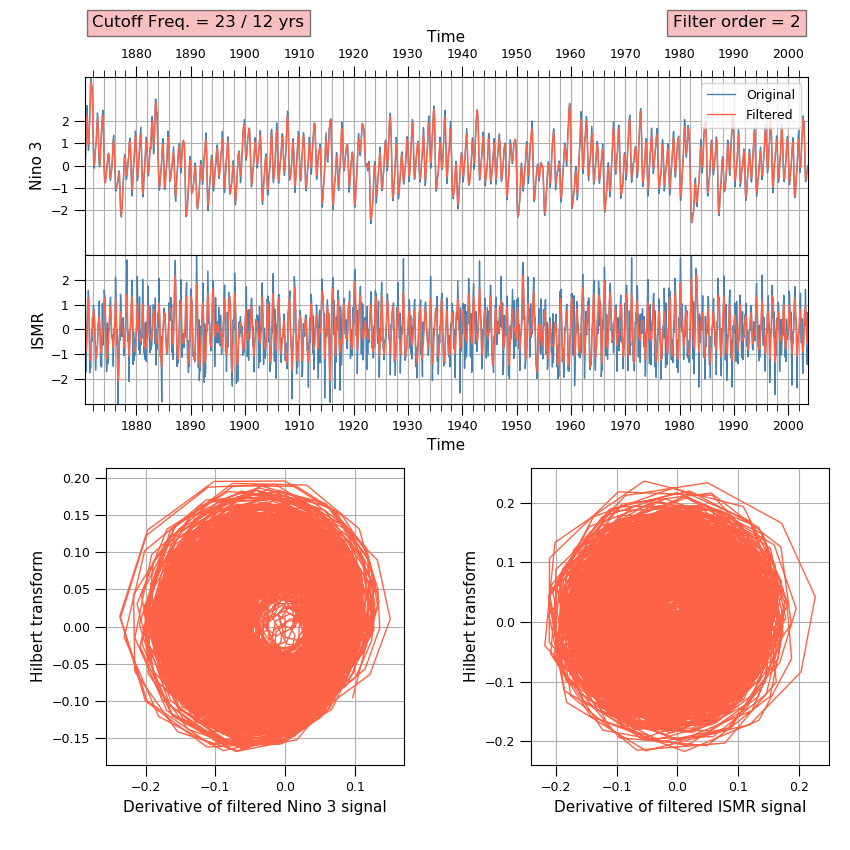 Cutoff Freq. = 23 / 12 yrs
Filter order = 2
Time
1880 1890 1900 1910 1920 1930 1940 1950 1960 1970 1980 1990 2000
Original
Filtered
Nino 3
2
1
0
−1
−2
ISMR
2
1
0
−1
−2
1880 1890 1900 1910 1920 1930 1940 1950 1960 1970 1980 1990 2000
Time
Hilbert transform
0.20
0.15
0.10
0.05
0.00
−0.05
−0.10
−0.15
−0.2 −0.1 0.0 0.1
Derivative of filtered Nino 3 signal
Hilbert transform
0.2
0.1
0.0
−0.1
−0.2
−0.2 −0.1 0.0 0.1 0.2
Derivative of filtered ISMR signal